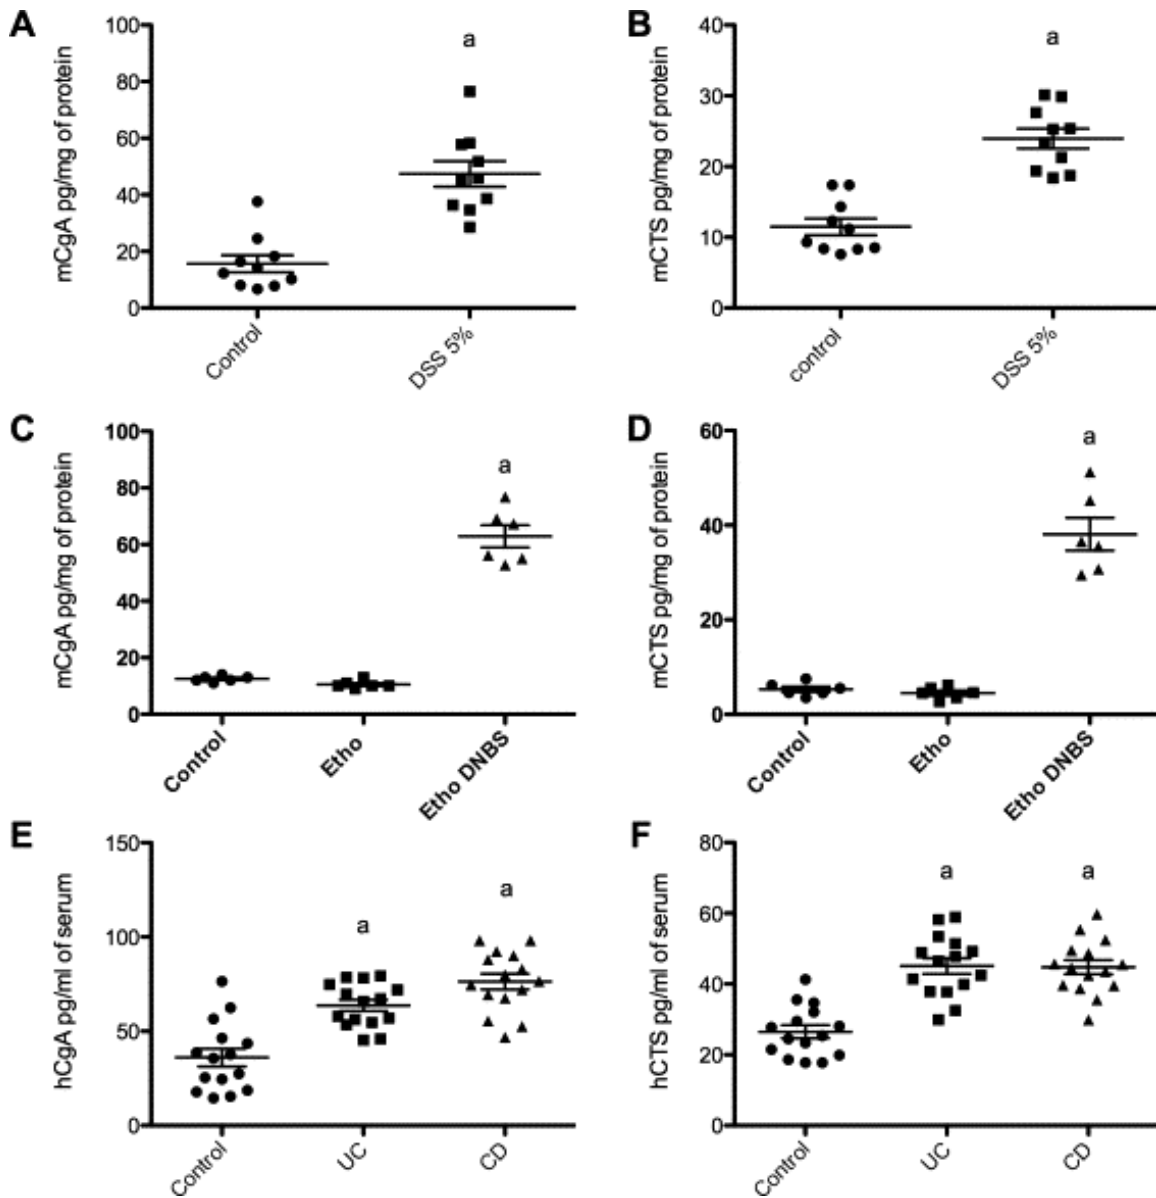 A
mCgA pg/mg of protein
100
80
60
40
20
0
a
Control
DSS 5%
B
mCTS pg/mg of protein
40
30
20
10
0
a
control
DSS 5%
C
mCgA pg/mg of protein
100
80
60
40
20
0
a
Control
Etho
Etho DNBS
D
mCTS pg/mg of protein
60
40
20
0
a
Control
Etho
Etho DNBS
E
hCgA pg/ml of serum
150
100
50
0
a
a
Control
UC
CD
F
hCTS pg/ml of serum
80
60
40
20
0
a
a
Control
UC
CD